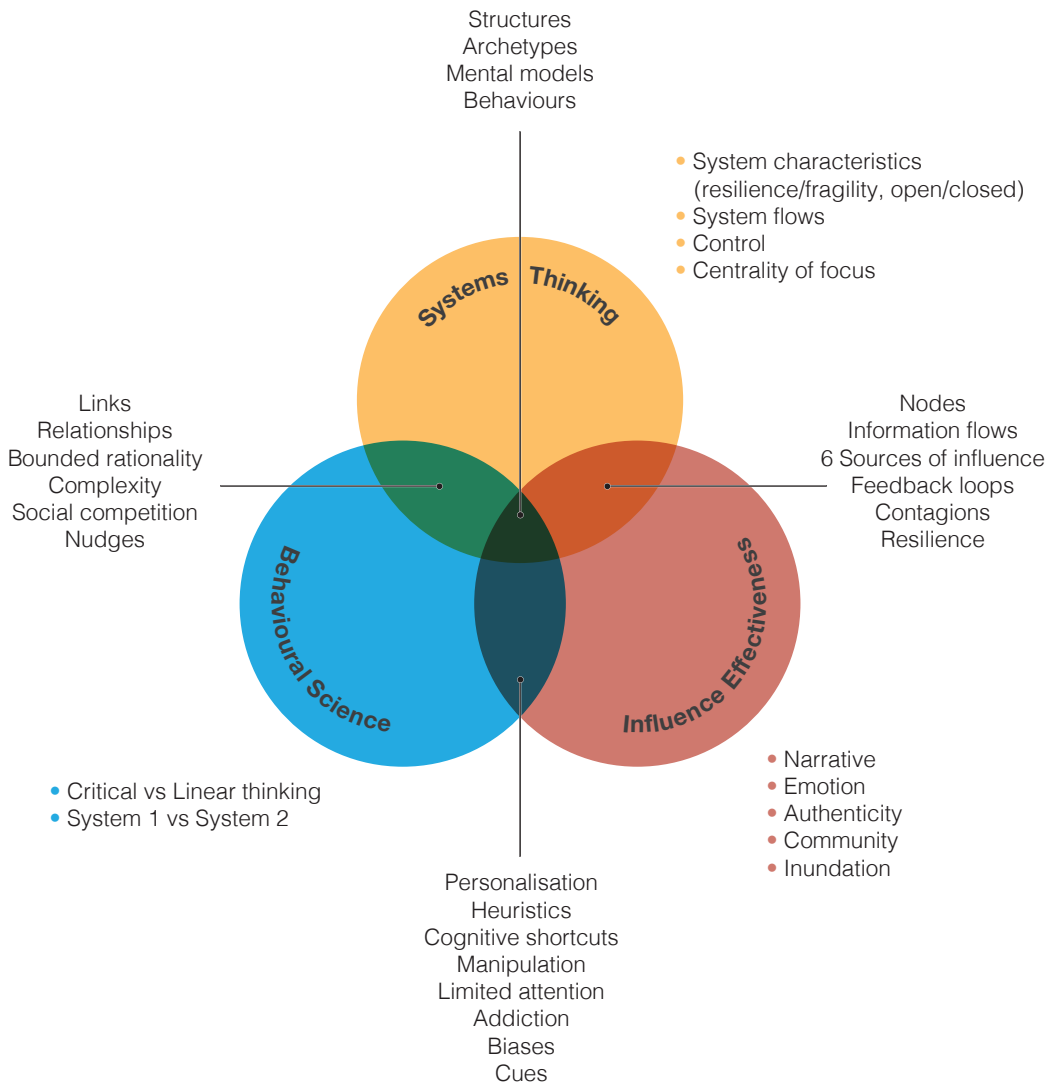 Structures
Archetypes
Mental models
Behaviours
• System characteristics
(resilience/fragility, open/closed)
• System flows
• Control
• Centrality of focus
Systems Thinking
Links
Relationships
Bounded rationality
Complexity
Social competition
Nudges
Nodes
Information flows
6 Sources of influence
Feedback loops
Contagions
Resilience
Behavioural Science
Influence Effectiveness
• Critical vs Linear thinking
• System 1 vs System 2
• Narrative
• Emotion
• Authenticity
• Community
• Inundation
Personalisation
Heuristics
Cognitive shortcuts
Manipulation
Limited attention
Addiction
Biases
Cues